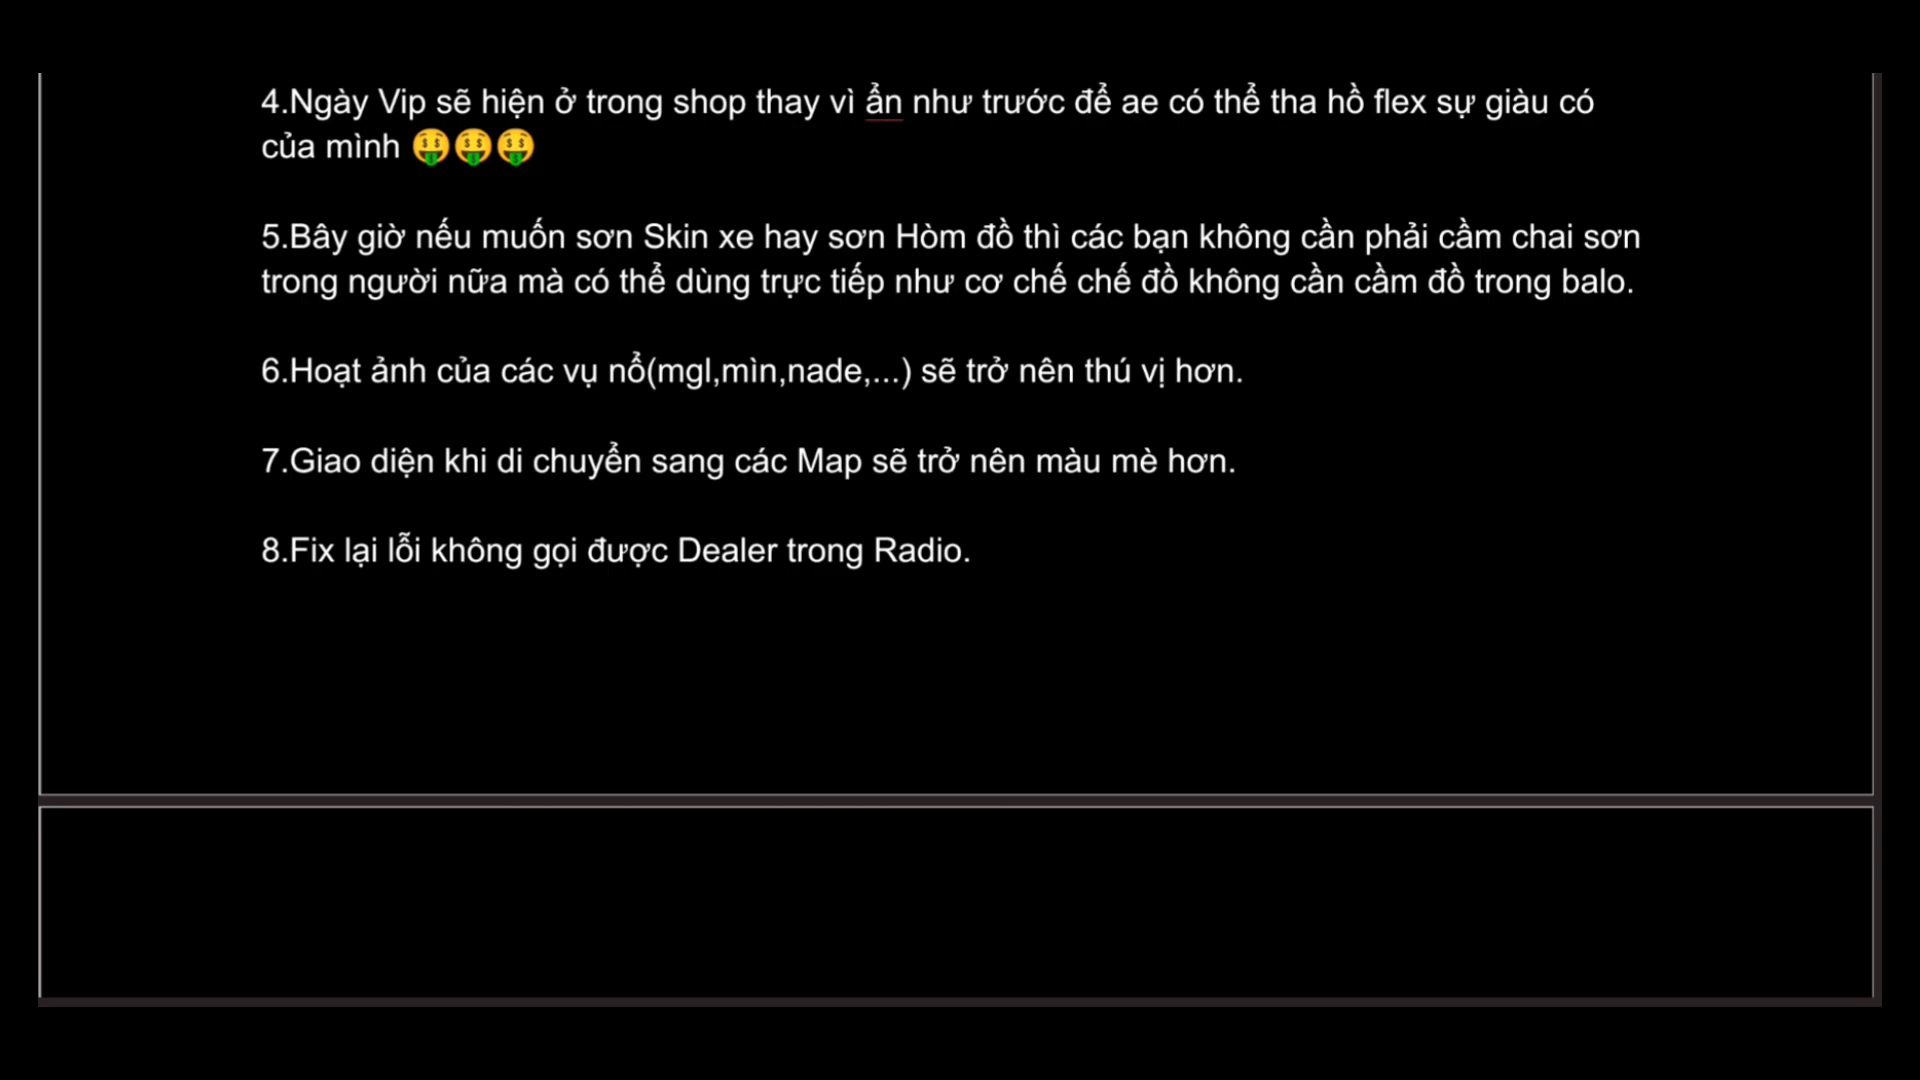 4.Ngày Vip sẽ hiện ở trong shop thay vì ẩn như trước để ae có thể tha hồ flex sự giàu có
của mình 🤑🤑🤑
5.Bây giờ nếu muốn sơn Skin xe hay sơn Hòm đồ thì các bạn không cần phải cầm chai sơn
trong người nữa mà có thể dùng trực tiếp như cơ chế chế đồ không cần cầm đồ trong balo.
6.Hoạt ảnh của các vụ nổ(mgl,mìn,nade,...) sẽ trở nên thú vị hơn.
7.Giao diện khi di chuyển sang các Map sẽ trở nên màu mè hơn.
8.Fix lại lỗi không gọi được Dealer trong Radio.